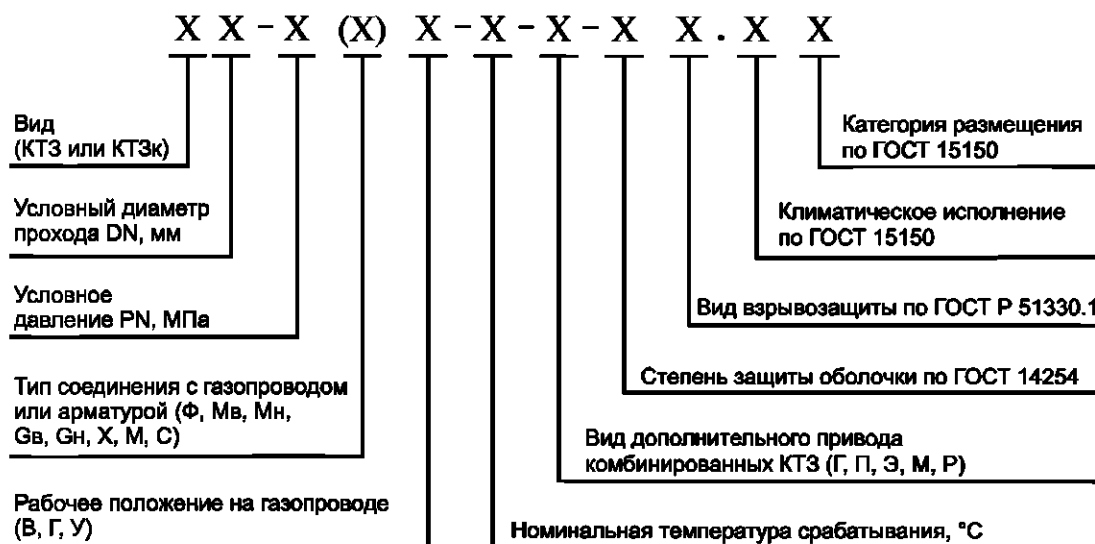 X X - X (X) X - X - X - X X . X X
Вид
(КТЗ или КТЗк)
Условный диаметр
прохода DN, мм
Условное
давление PN, МПа
Тип соединения с газопроводом
или арматурой (Ф, Мв, Мн,
Gв, Gн, X, М, С)
Рабочее положение на газопроводе
(В, Г, У)
Категория размещения
по ГОСТ 15150
Климатическое исполнение
по ГОСТ 15150
Вид взрывозащиты по ГОСТ Р 51330.1
Степень защиты оболочки по ГОСТ 14254
Вид дополнительного привода
комбинированных КТЗ (Г, П, Э, М, Р)
Номинальная температура срабатывания, °С